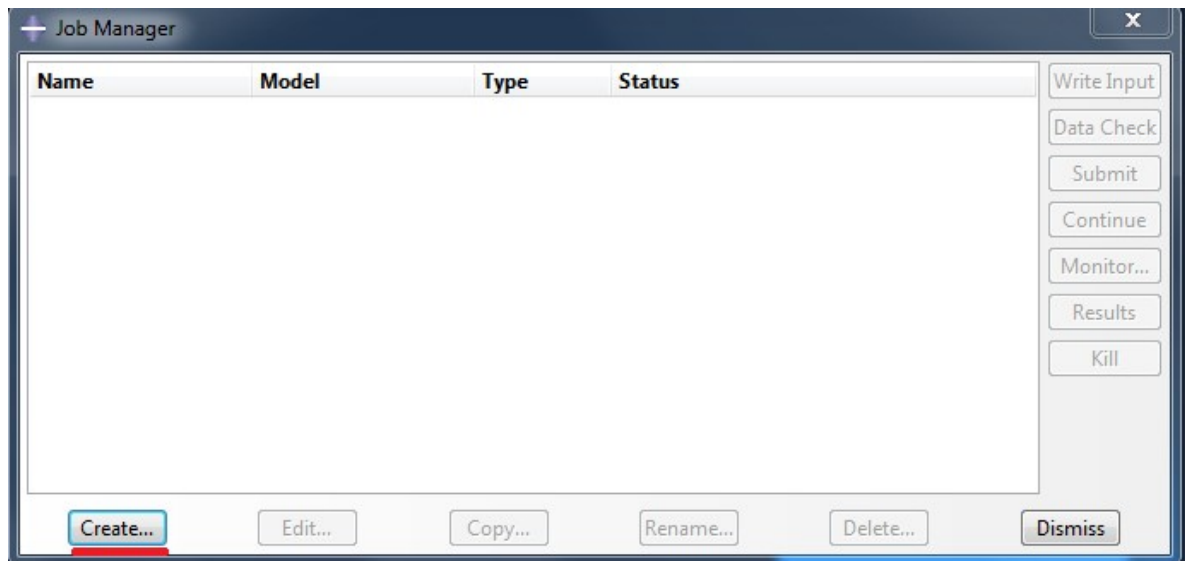 Job Manager
X
Name Model Type Status
Write Input
Data Check
Submit
Continue
Monitor...
Results
Kill
Create... Edit... Copy... Rename... Delete... Dismiss